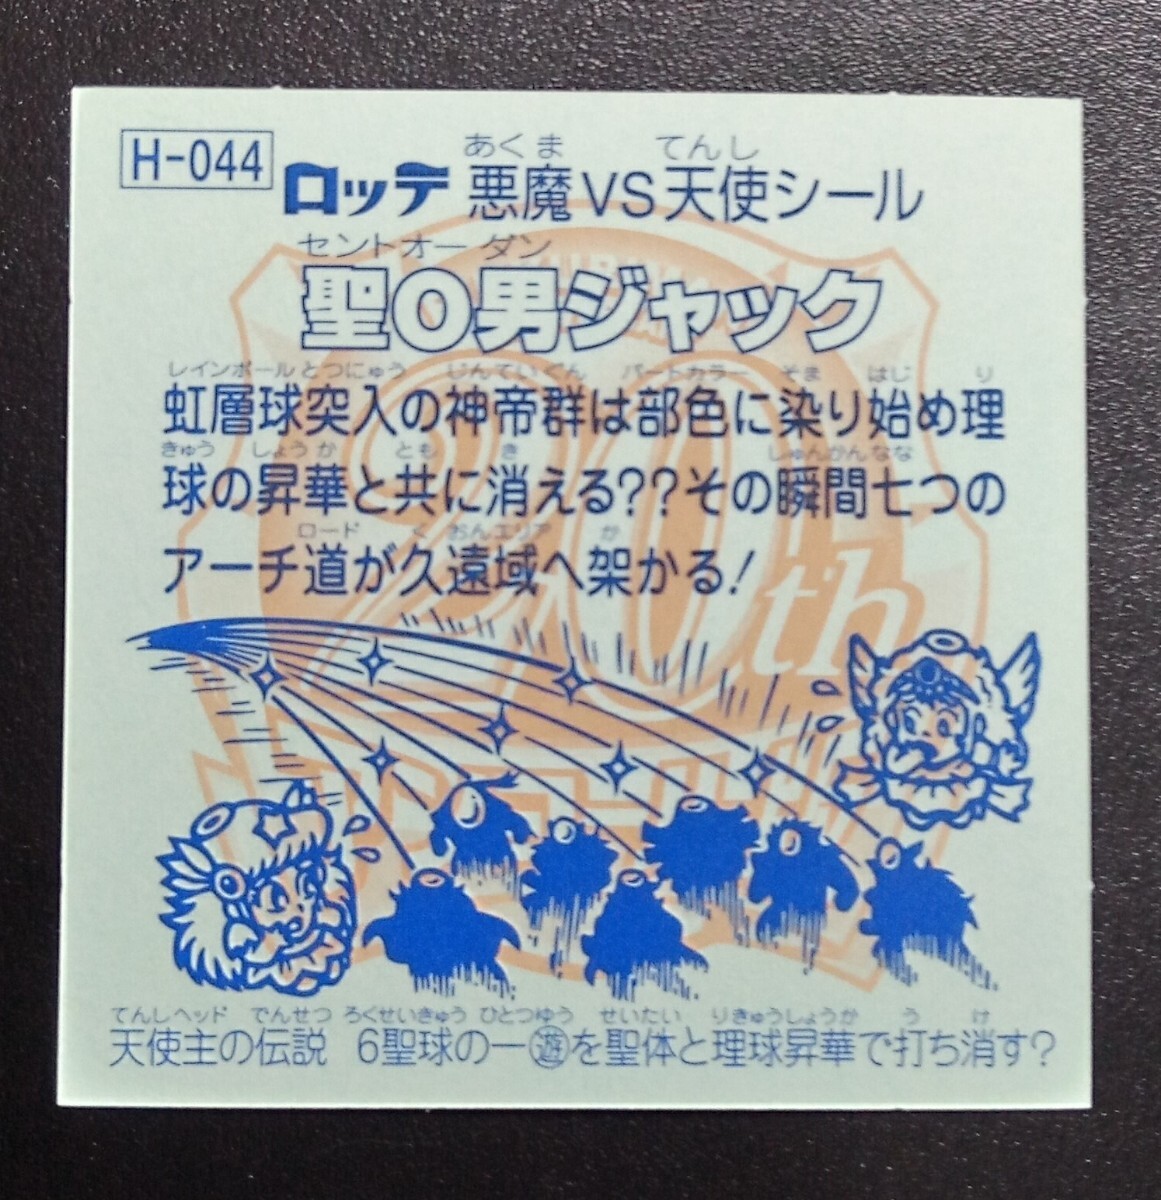 H-044
ロッテ 悪魔VS天使シール
あくま てんし
セントオー ダン
聖O男ジャック
レインボール とつにゅう じんていぐん パートカラー そま はじ り
虹層球突入の神帝群は部色に染り始め理
きゅう しょうか とも き しゅんかんなな
球の昇華と共に消える??その瞬間七つの
ロード く おんエリア か
アーチ道が久遠域へ架かる!
20th
てんしヘッド でんせつ ろくせいきゅう ひとつゆう せいたい りきゅうしょうか う け
天使主の伝説 6聖球の一遊を聖体と理球昇華で打ち消す?